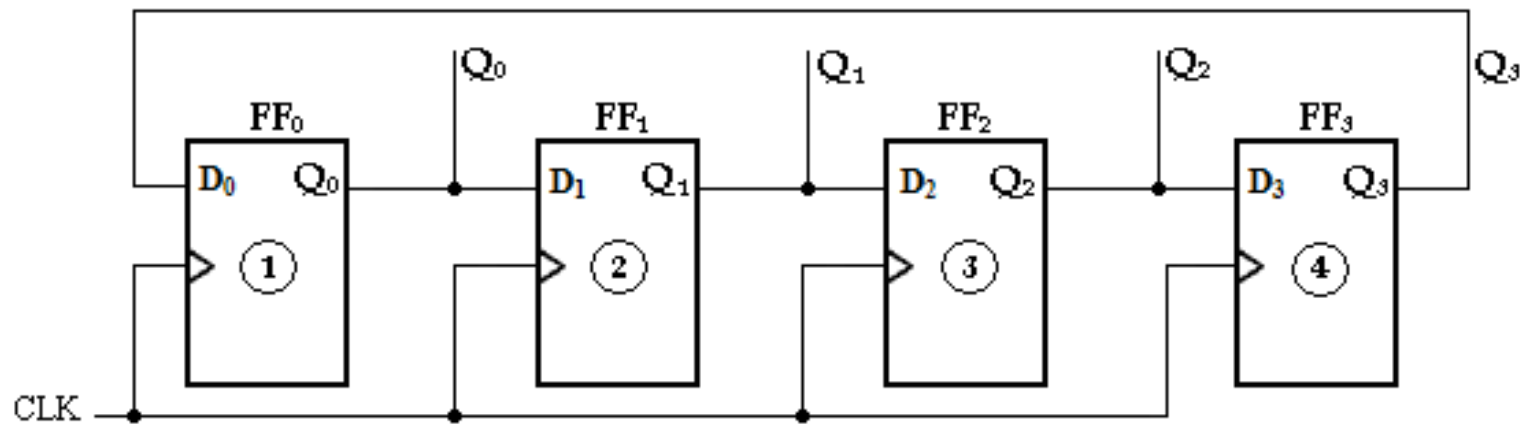 Q₀ Q₁ Q₂ Q₃
FF₀ FF₁ FF₂ FF₃
D₀ Q₀ D₁ Q₁ D₂ Q₂ D₃ Q₃
1 2 3 4
CLK